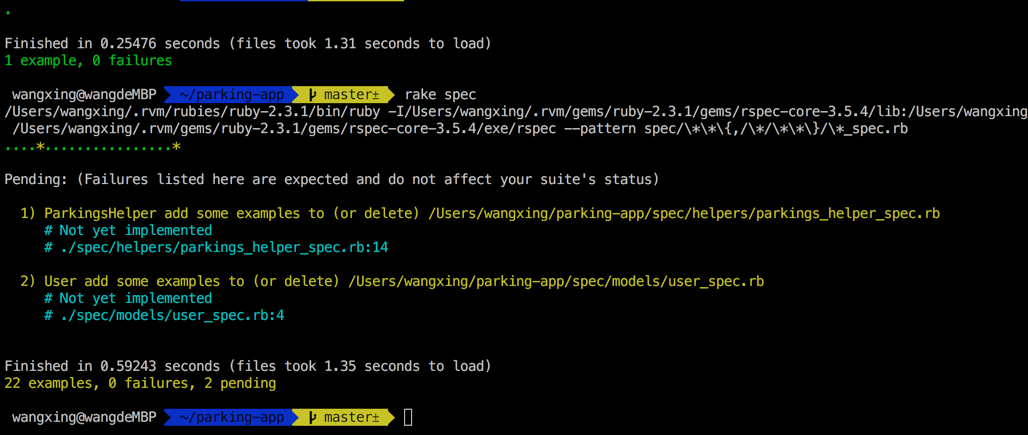 .
Finished in 0.25476 seconds (files took 1.31 seconds to load)
1 example, 0 failures
wangxing@wangdeMBP ~/parking-app master± rake spec
/Users/wangxing/.rvm/rubies/ruby-2.3.1/bin/ruby -I/Users/wangxing/.rvm/gems/ruby-2.3.1/gems/rspec-core-3.5.4/lib:/Users/wangxing
/Users/wangxing/.rvm/gems/ruby-2.3.1/gems/rspec-core-3.5.4/exe/rspec --pattern spec/\*\*\{,/\*/\*\*\}/\*_spec.rb
....*................*
Pending: (Failures listed here are expected and do not affect your suite's status)
1) ParkingsHelper add some examples to (or delete) /Users/wangxing/parking-app/spec/helpers/parkings_helper_spec.rb
# Not yet implemented
# ./spec/helpers/parkings_helper_spec.rb:14
2) User add some examples to (or delete) /Users/wangxing/parking-app/spec/models/user_spec.rb
# Not yet implemented
# ./spec/models/user_spec.rb:4
Finished in 0.59243 seconds (files took 1.35 seconds to load)
22 examples, 0 failures, 2 pending
wangxing@wangdeMBP ~/parking-app master±